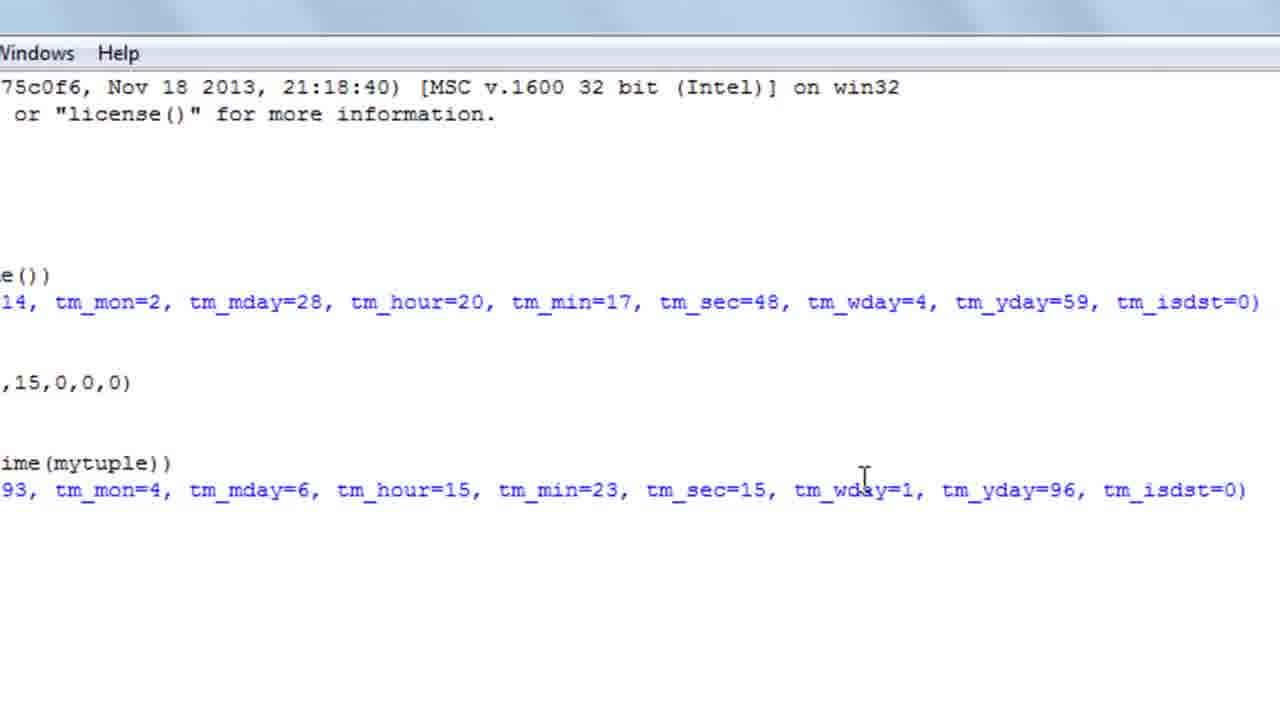 Windows Help
75c0f6, Nov 18 2013, 21:18:40) [MSC v.1600 32 bit (Intel)] on win32
or "license()" for more information.
e())
14, tm_mon=2, tm_mday=28, tm_hour=20, tm_min=17, tm_sec=48, tm_wday=4, tm_yday=59, tm_isdst=0)
,15,0,0,0)
ime(mytuple))
93, tm_mon=4, tm_mday=6, tm_hour=15, tm_min=23, tm_sec=15, tm_wday=1, tm_yday=96, tm_isdst=0)